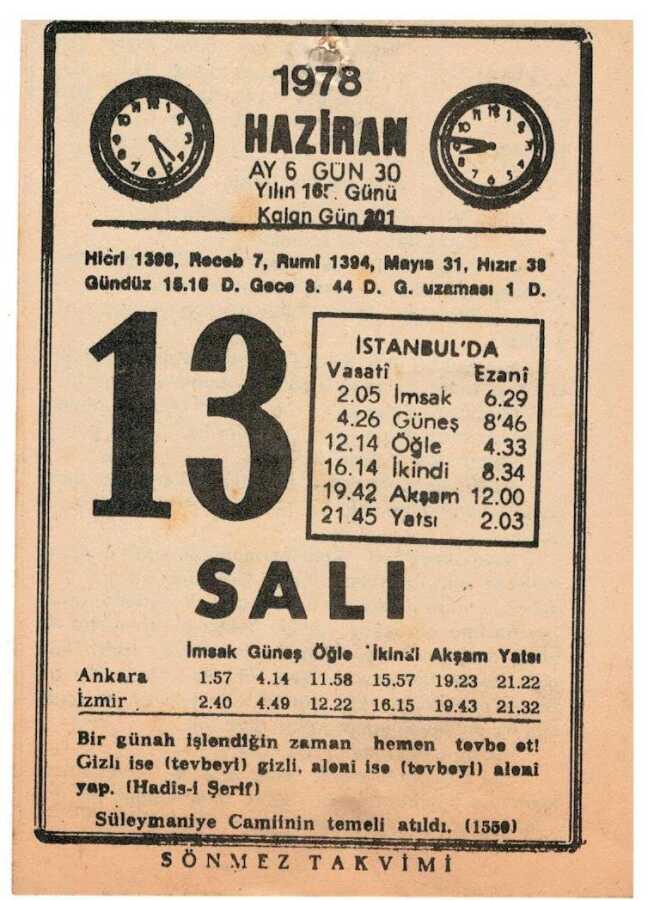 1978
HAZİRAN
AY 6 GÜN 30
Yılın 165. Günü
Kalan Gün 201
Hicri 1398, Receb 7, Rumi 1394, Mayıs 31, Hızır 39
Gündüz 15.16 D. Gece 8. 44 D. G. uzaması 1 D.
13
İSTANBUL'DA
Vasatî Ezanî
2.05 İmsak 6.29
4.26 Güneş 8'46
12.14 Öğle 4.33
16.14 İkindi 8.34
19.42 Akşam 12.00
21.45 Yatsı 2.03
SALI
İmsak Güneş Öğle İkindi Akşam Yatsı
Ankara 1.57 4.14 11.58 15.57 19.23 21.22
İzmir 2.40 4.49 12.22 16.15 19.43 21.32
Bir günah işlendiğin zaman hemen tevbe et!
Gizli ise (tevbeyi) gizli, aleni ise (tevbeyi) aleni
yap. (Hadis-i Şerif)
Süleymaniye Camiinin temeli atıldı. (1550)
SÖNMEZ TAKVİMİ